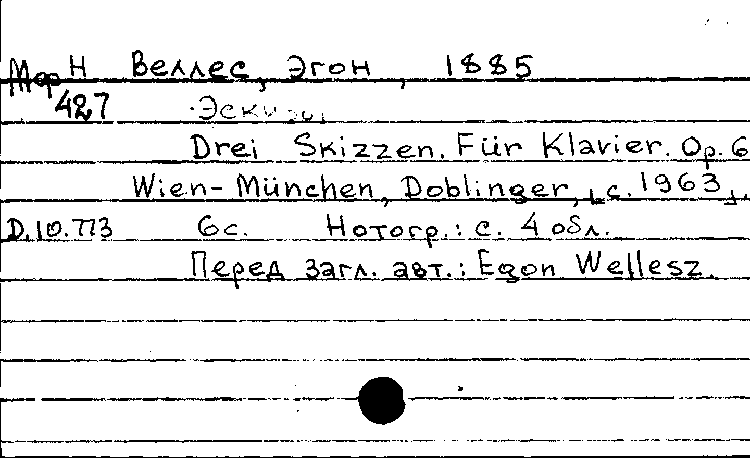 Мф Н Веллес, Эгон, 1885
427 Эскизы
Drei Skizzen. Für Klavier. Op. 6
Wien-München, Doblinger, [с. 1963].
D.10.773 6с. Нотогр.: с. 4 обл.
Перед загл. авт.: Egon Wellesz.